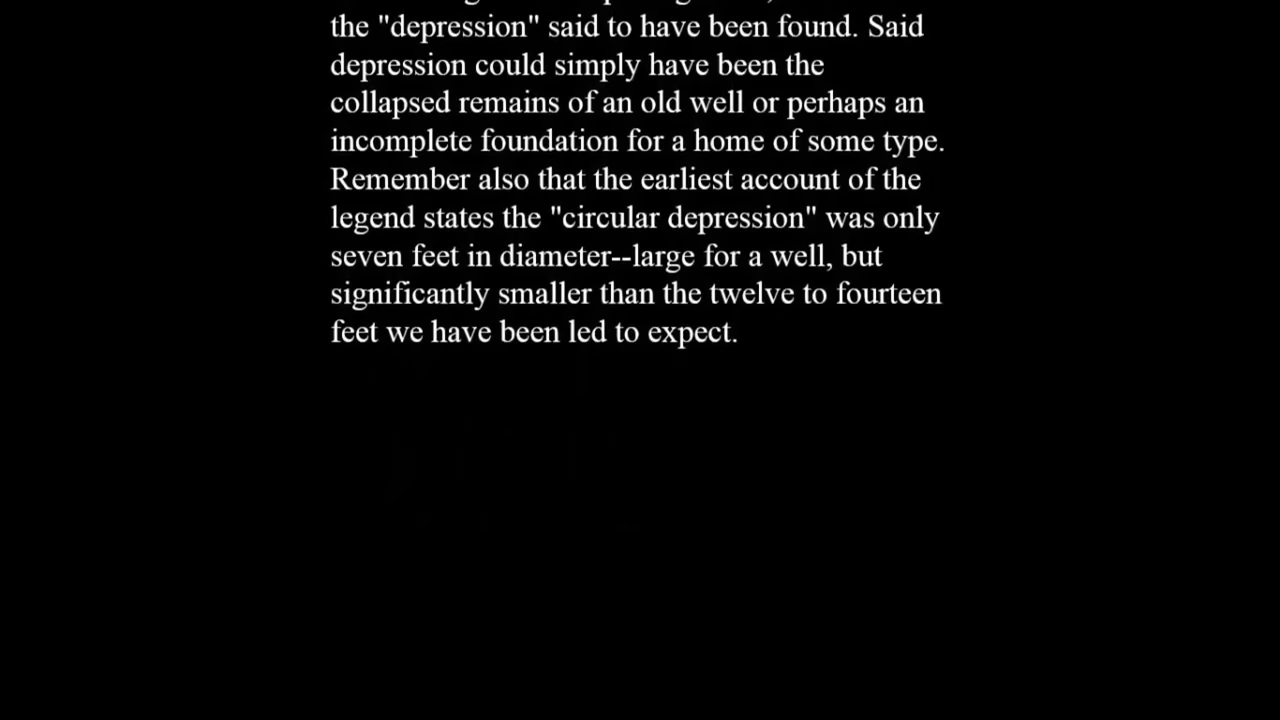 the "depression" said to have been found. Said
depression could simply have been the
collapsed remains of an old well or perhaps an
incomplete foundation for a home of some type.
Remember also that the earliest account of the
legend states the "circular depression" was only
seven feet in diameter--large for a well, but
significantly smaller than the twelve to fourteen
feet we have been led to expect.